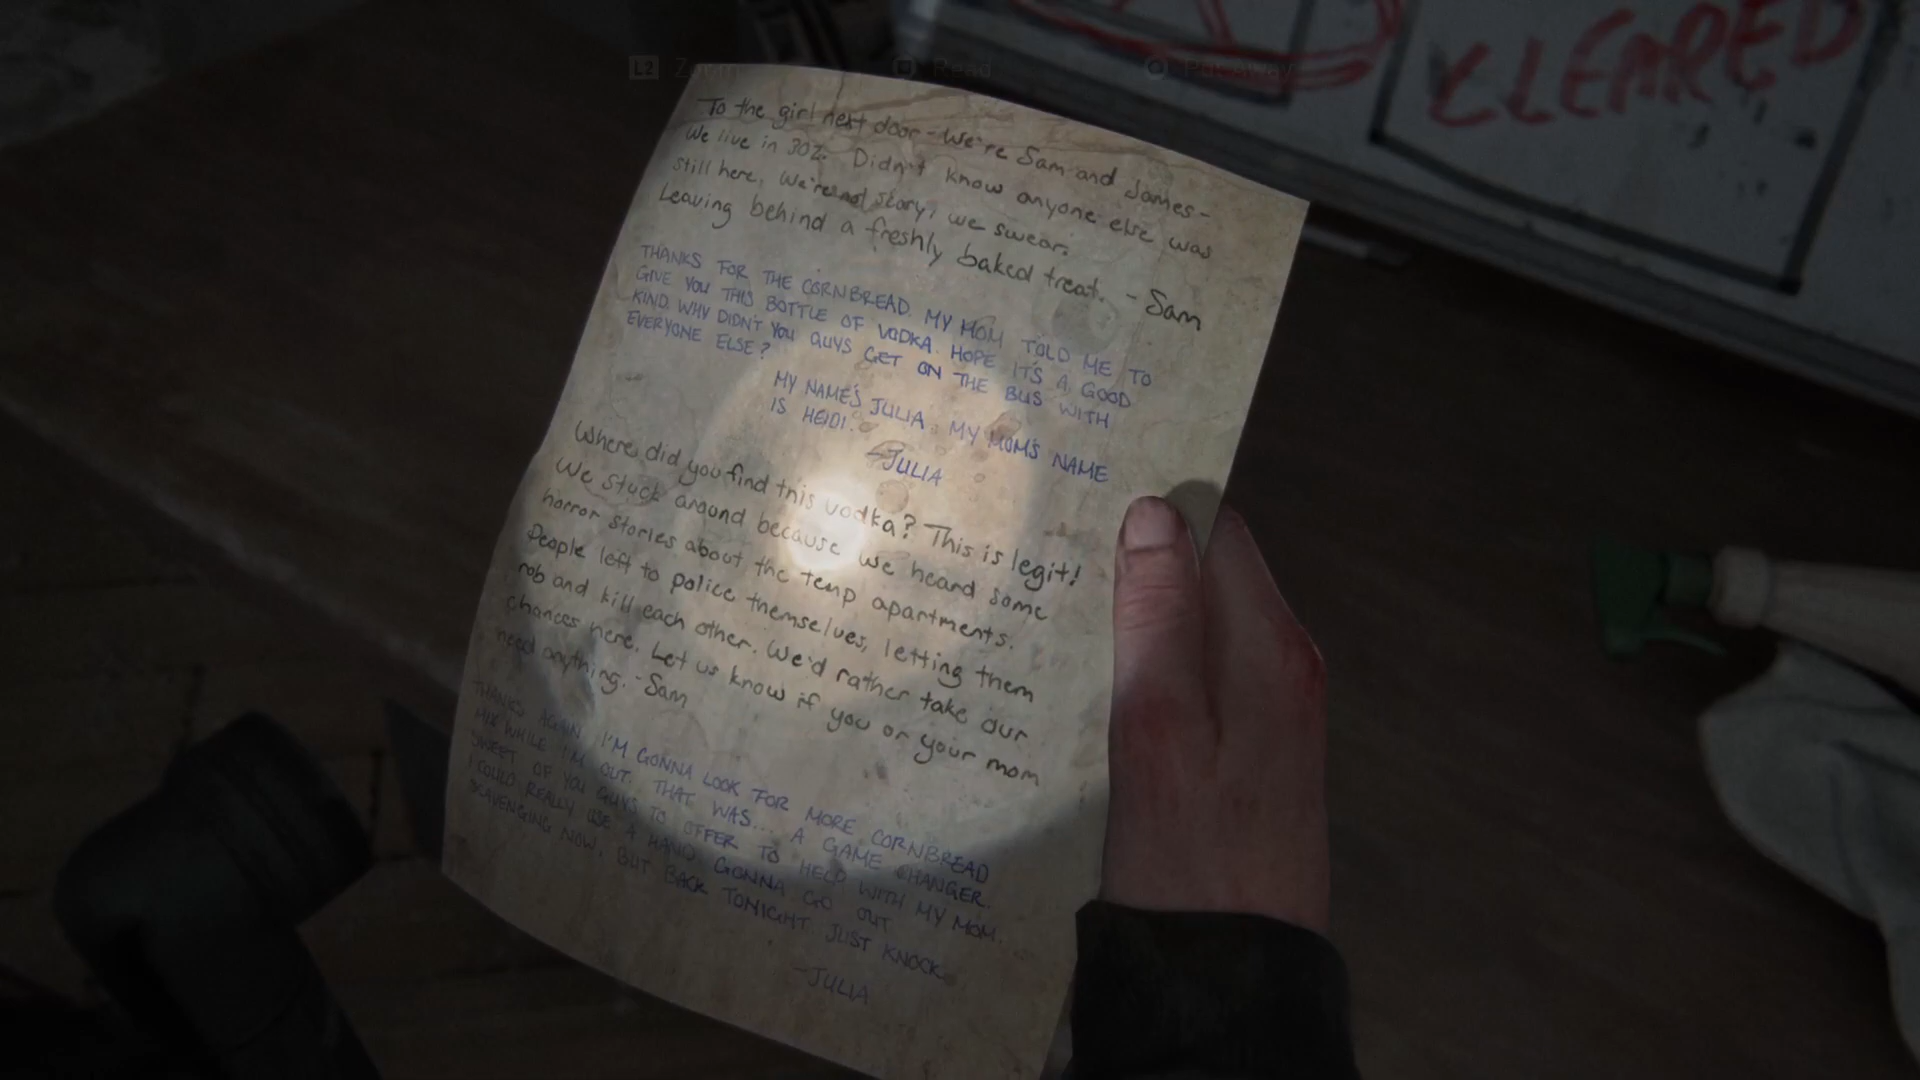 L2 Zoom
Read
Put Away
CLEARED
To the girl next door - We're Sam and James -
We live in 302. Didn't know anyone else was
still here. We're not scary, we swear.
Leaving behind a freshly baked treat. - Sam
THANKS FOR THE CORNBREAD. MY MOM TOLD ME TO
GIVE YOU THIS BOTTLE OF VODKA. HOPE IT'S A GOOD
KIND. WHY DIDN'T YOU GUYS GET ON THE BUS WITH
EVERYONE ELSE?
MY NAME'S JULIA. MY MOM'S NAME
IS HEIDI.
-JULIA
Where did you find this vodka? This is legit!
We stuck around because we heard some
horror stories about the temp apartments.
People left to police themselves, letting them
rob and kill each other. We'd rather take our
chances here. Let us know if you or your mom
need anything. - Sam
THANKS AGAIN. I'M GONNA LOOK FOR MORE CORNBREAD
MIX WHILE I'M OUT. THAT WAS... A GAME CHANGER.
SWEET OF YOU GUYS TO OFFER TO HELP WITH MY MOM.
I COULD REALLY USE A HAND. GONNA GO OUT
SCAVENGING NOW, BUT BACK TONIGHT. JUST KNOCK.
-JULIA